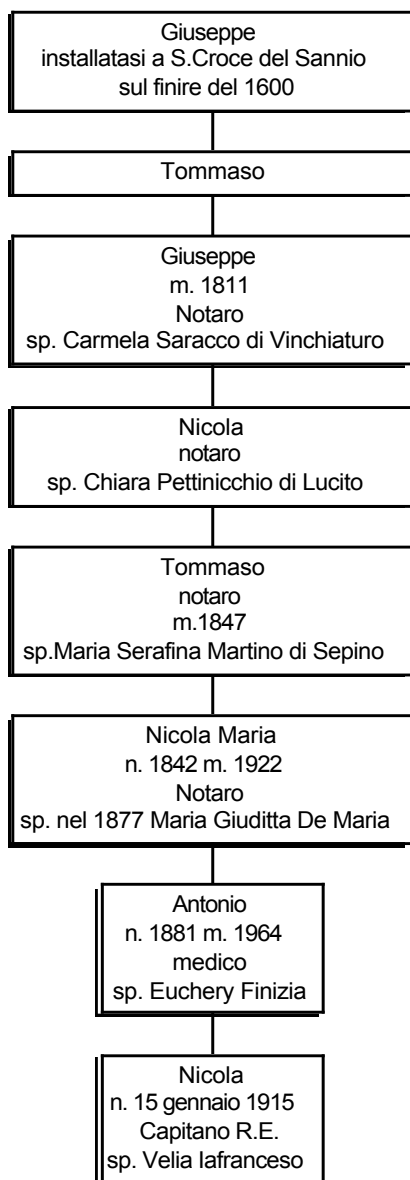 Giuseppe
installatasi a S.Croce del Sannio
sul finire del 1600
Tommaso
Giuseppe
m. 1811
Notaro
sp. Carmela Saracco di Vinchiaturo
Nicola
notaro
sp. Chiara Pettinicchio di Lucito
Tommaso
notaro
m.1847
sp.Maria Serafina Martino di Sepino
Nicola Maria
n. 1842 m. 1922
Notaro
sp. nel 1877 Maria Giuditta De Maria
Antonio
n. 1881 m. 1964
medico
sp. Euchery Finizia
Nicola
n. 15 gennaio 1915
Capitano R.E.
sp. Velia Iafranceso